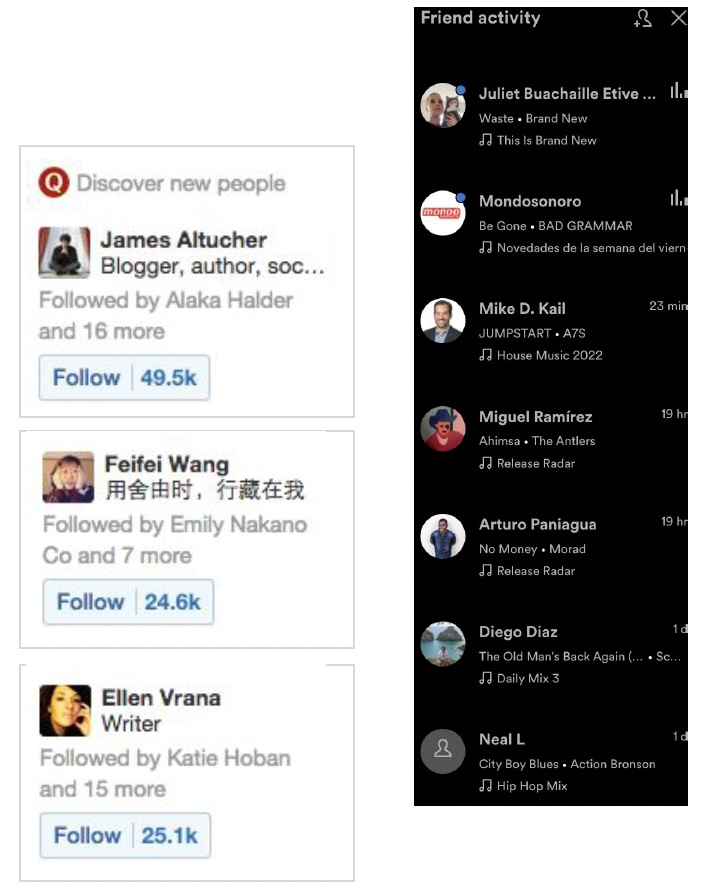 Q Discover new people
James Altucher
Blogger, author, soc...
Followed by Alaka Halder
and 16 more
Follow 49.5k
Feifei Wang
用舍由时，行藏在我
Followed by Emily Nakano
Co and 7 more
Follow 24.6k
Ellen Vrana
Writer
Followed by Katie Hoban
and 15 more
Follow 25.1k
Friend activity
Juliet Buachaille Etive ...
Waste • Brand New
This Is Brand New
mondo
Mondosonoro
Be Gone • BAD GRAMMAR
Novedades de la semana del viern
Mike D. Kail 23 min
JUMPSTART • A7S
House Music 2022
Miguel Ramírez 19 hr
Ahimsa • The Antlers
Release Radar
Arturo Paniagua 19 hr
No Money • Morad
Release Radar
Diego Diaz 1 d
The Old Man's Back Again (... • Sc...
Daily Mix 3
Neal L 1 d
City Boy Blues • Action Bronson
Hip Hop Mix